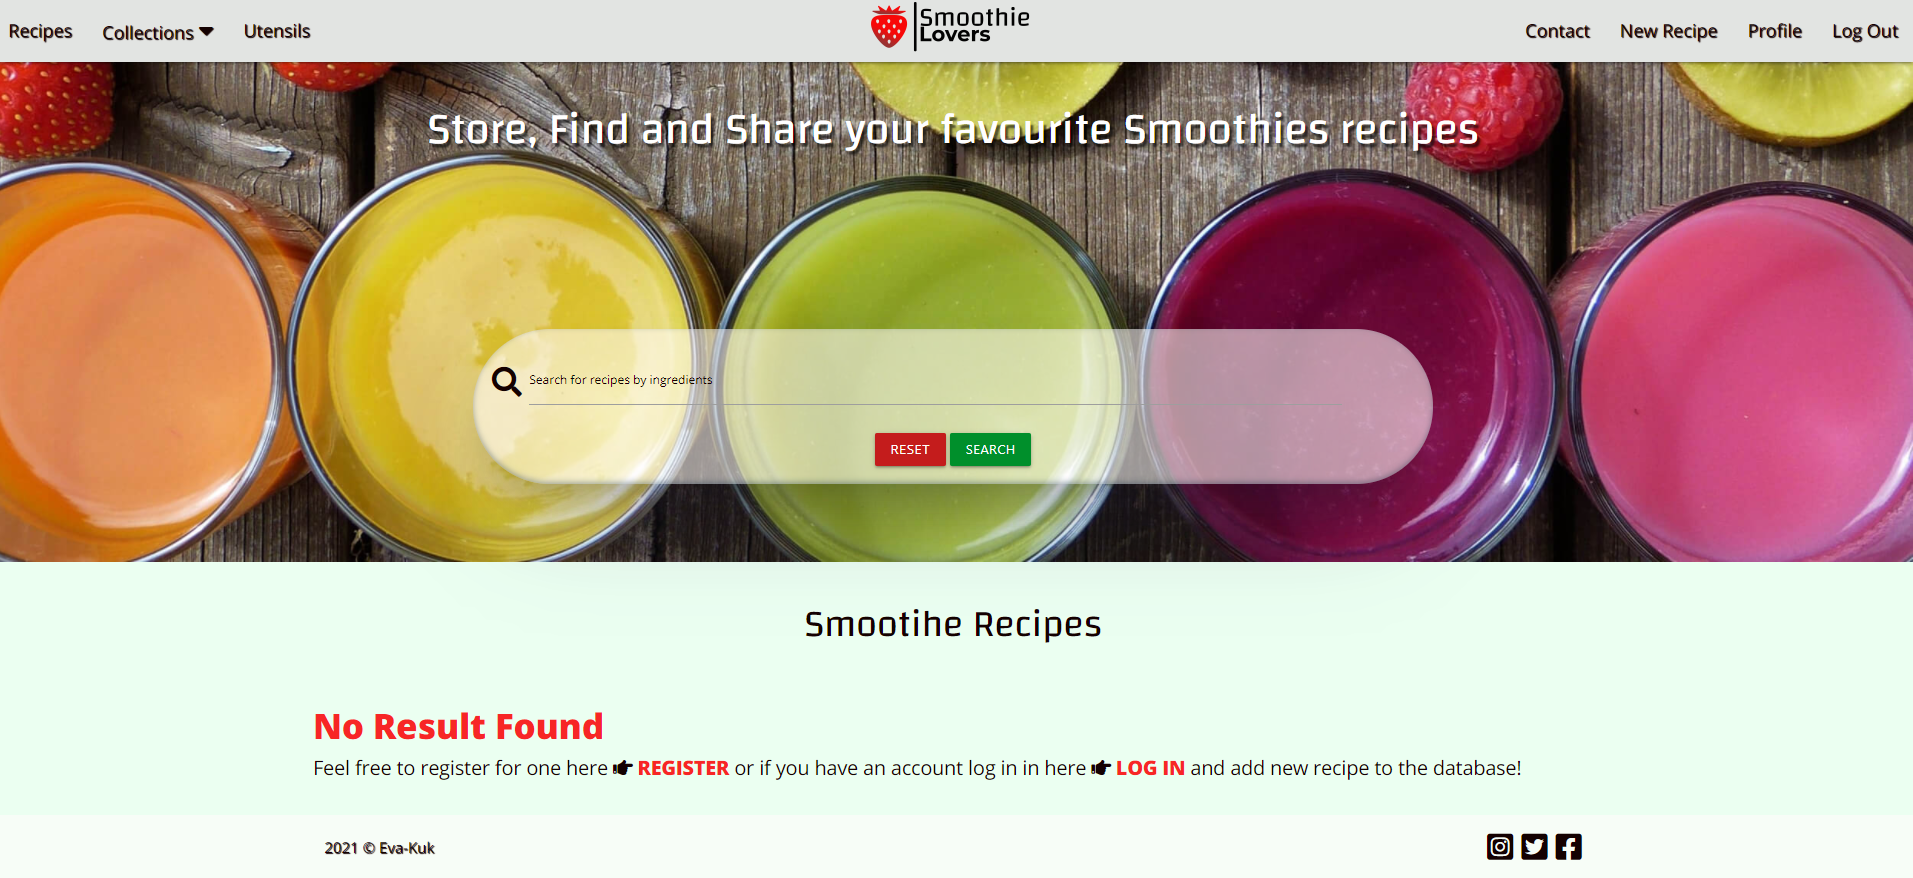 Recipes Collections Utensils
Smoothie
Lovers
Contact New Recipe Profile Log Out
Store, Find and Share your favourite Smoothies recipes
Search for recipes by ingredients
RESET SEARCH
Smootihe Recipes
No Result Found
Feel free to register for one here REGISTER or if you have an account log in in here LOG IN and add new recipe to the database!
2021 © Eva-Kuk